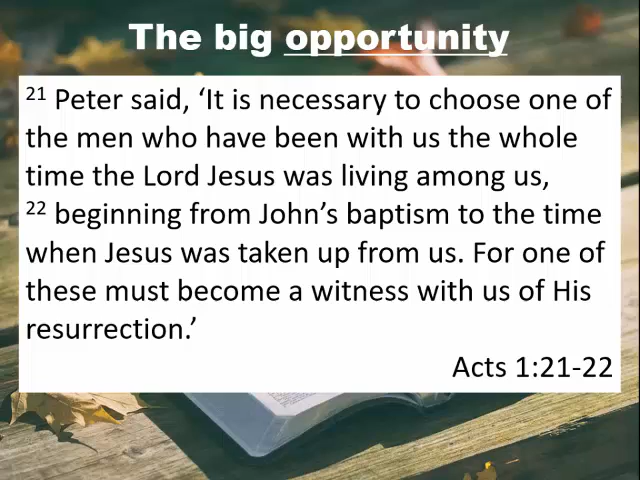 The big opportunity
21 Peter said, ‘It is necessary to choose one of
the men who have been with us the whole
time the Lord Jesus was living among us,
22 beginning from John’s baptism to the time
when Jesus was taken up from us. For one of
these must become a witness with us of His
resurrection.’
Acts 1:21-22